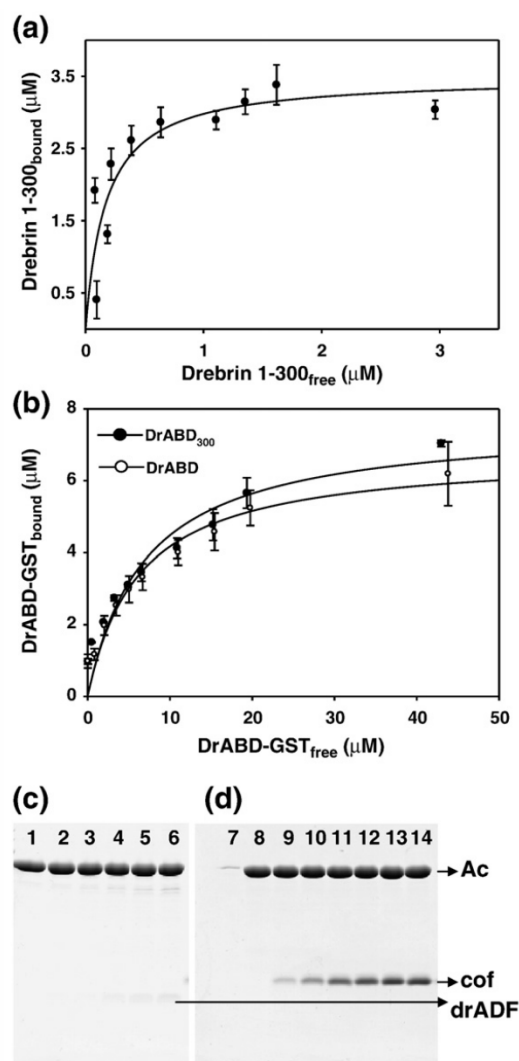 (a)
3.5
2.5
1.5
0.5
Drebrin 1-300bound (μM)
0 1 2 3
Drebrin 1-300free (μM)
(b)
8
6
4
2
0
DrABD300
DrABD
DrABD-GSTbound (μM)
0 10 20 30 40 50
DrABD-GSTfree (μM)
(c) (d)
1 2 3 4 5 6 7 8 9 10 11 12 13 14
Ac
cof
drADF